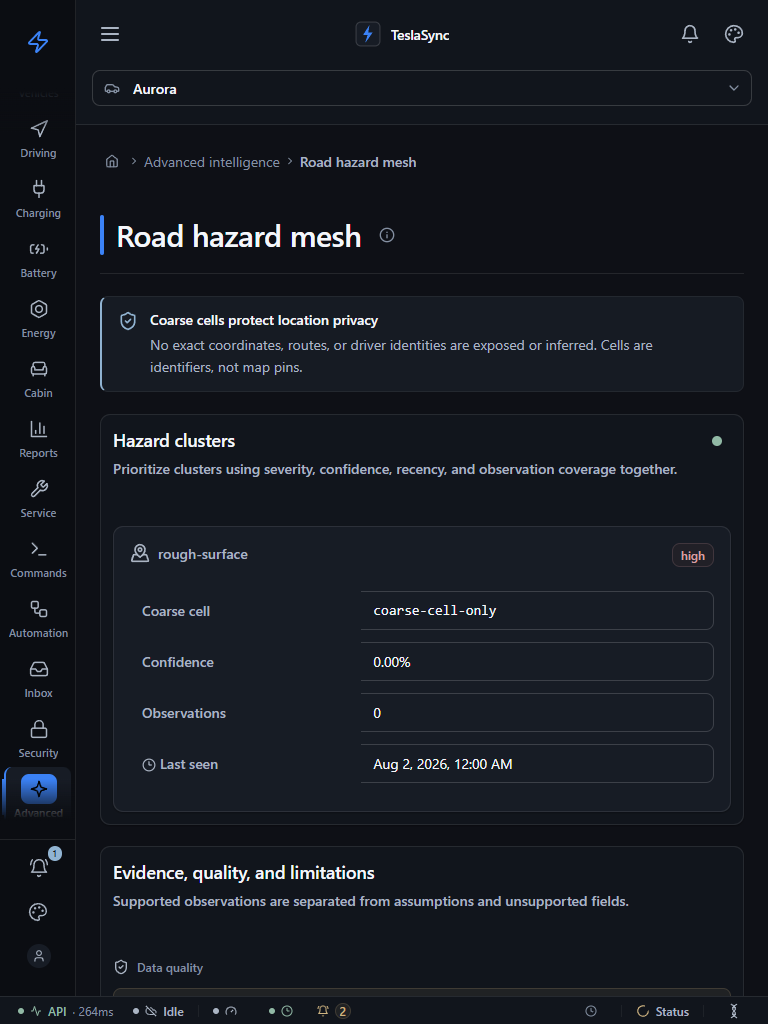 TeslaSync
Aurora
Driving
Charging
Battery
Energy
Cabin
Reports
Service
Commands
Automation
Inbox
Security
Advanced
1
Advanced intelligence
Road hazard mesh
Road hazard mesh
Coarse cells protect location privacy
No exact coordinates, routes, or driver identities are exposed or inferred. Cells are
identifiers, not map pins.
Hazard clusters
Prioritize clusters using severity, confidence, recency, and observation coverage together.
rough-surface
high
Coarse cell
coarse-cell-only
Confidence
0.00%
Observations
0
Last seen
Aug 2, 2026, 12:00 AM
Evidence, quality, and limitations
Supported observations are separated from assumptions and unsupported fields.
Data quality
API · 264ms
Idle
2
Status